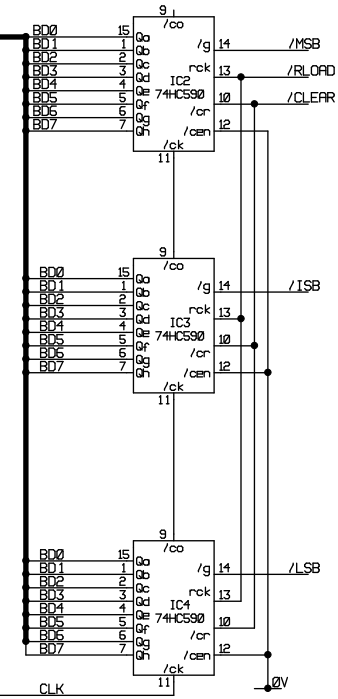 9
/co
BDØ 15 Qa
BD1 1 Qb /g 14 /MSB
BD2 2 Qc
BD3 3 Qd rck 13 /RLOAD
BD4 4 Qe IC2
BD5 5 Qf 74HC590 10 /CLEAR
BD6 6 Qg /cr
BD7 7 Qh /cen 12
/ck
11
9
/co
BDØ 15 Qa
BD1 1 Qb /g 14 /ISB
BD2 2 Qc
BD3 3 Qd rck 13
BD4 4 Qe IC3
BD5 5 Qf 74HC590 10
BD6 6 Qg /cr
BD7 7 Qh /cen 12
/ck
11
9
/co
BDØ 15 Qa
BD1 1 Qb /g 14 /LSB
BD2 2 Qc
BD3 3 Qd rck 13
BD4 4 Qe IC4
BD5 5 Qf 74HC590 10
BD6 6 Qg /cr
BD7 7 Qh /cen 12
/ck
CLK 11 ØV